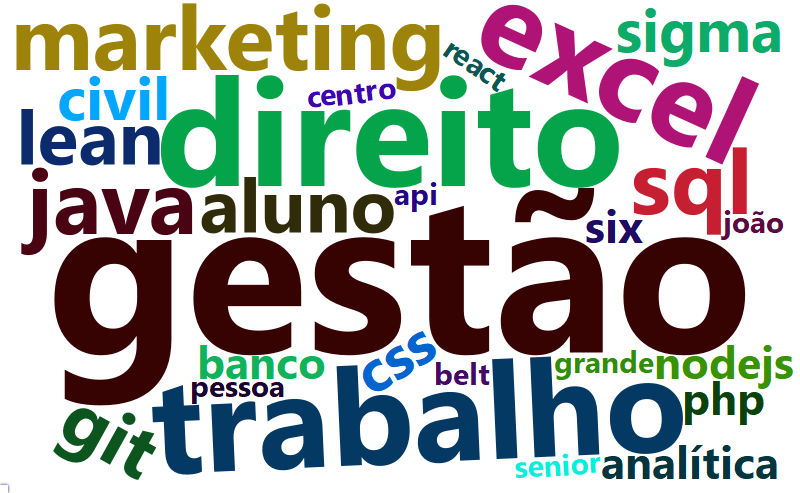 marketing
excel
sigma
react
civil
centro
direito
lean
sql
java
aluno
api
six
joão
gestão
banco
css
belt
grande
nodejs
pessoa
trabalho
php
git
senior
analítica